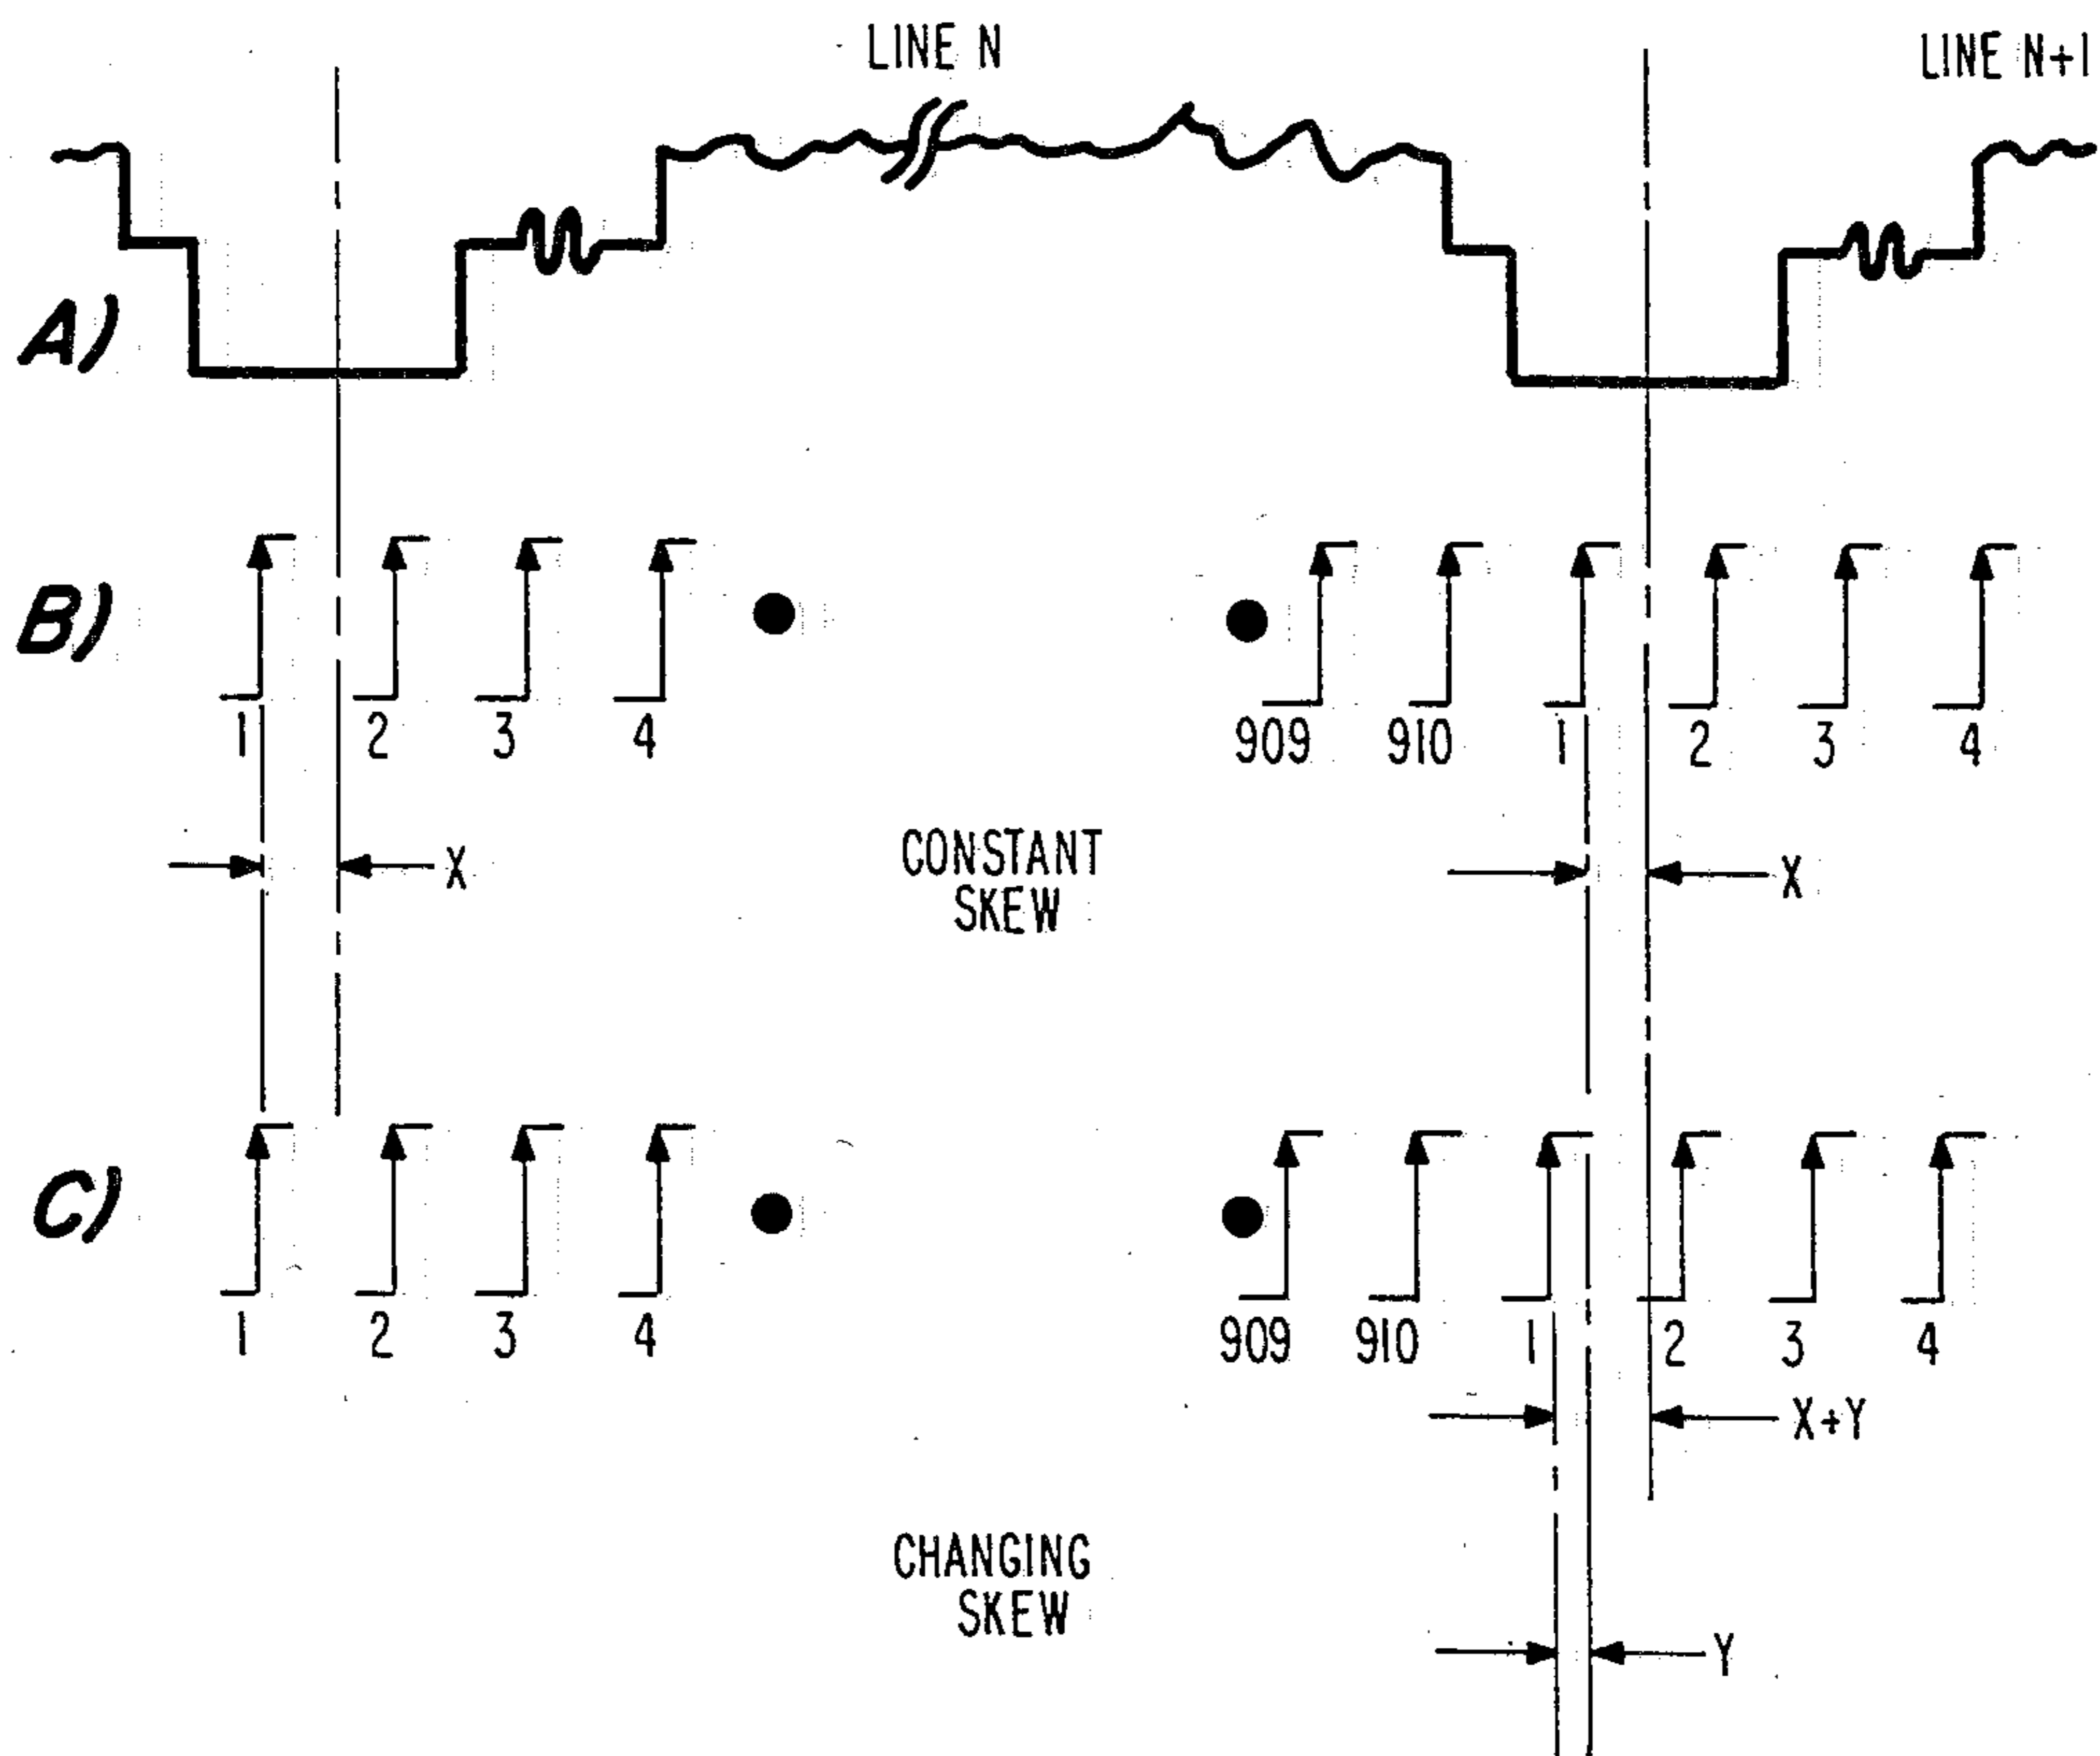 LINE N
LINE N+1
A)
B)
1 2 3 4 909 910 1 2 3 4
X
CONSTANT
SKEW
X
C)
1 2 3 4 909 910 1 2 3 4
X+Y
CHANGING
SKEW
Y